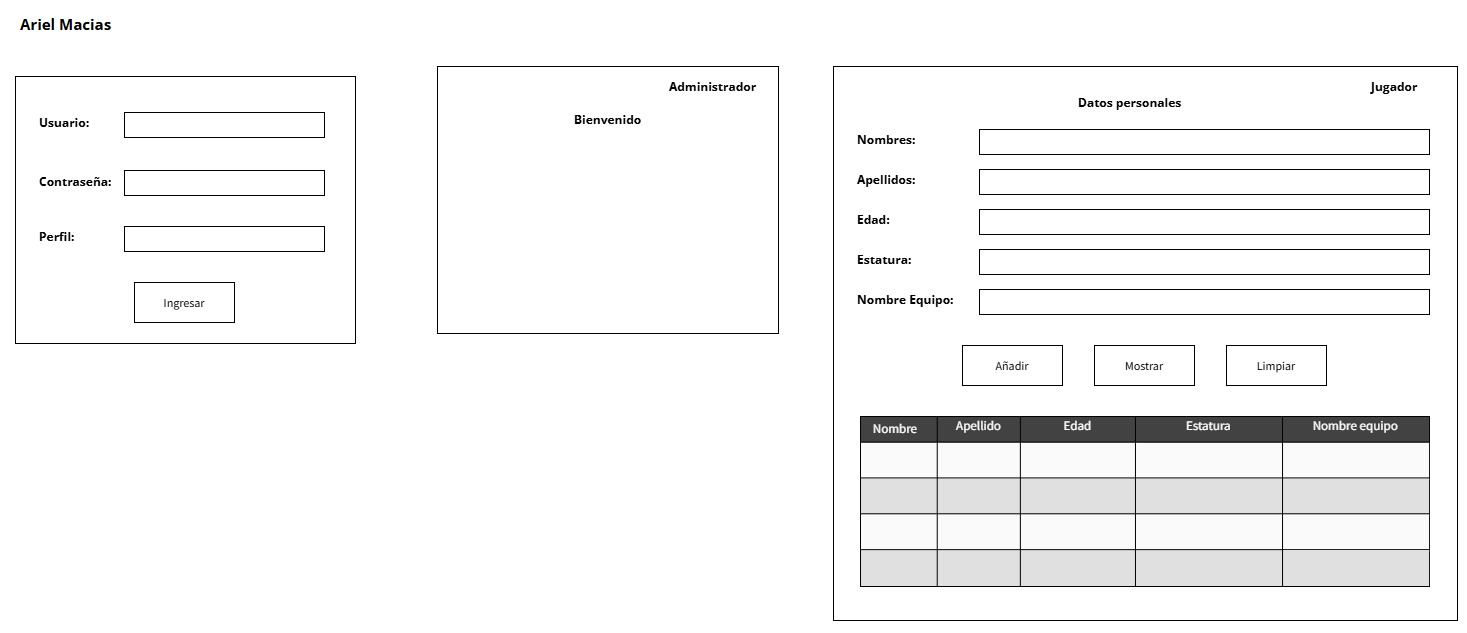 Ariel Macias
Usuario:
Contraseña:
Perfil:
Ingresar
Administrador
Bienvenido
Jugador
Datos personales
Nombres:
Apellidos:
Edad:
Estatura:
Nombre Equipo:
Añadir Mostrar Limpiar
Nombre Apellido Edad Estatura Nombre equipo